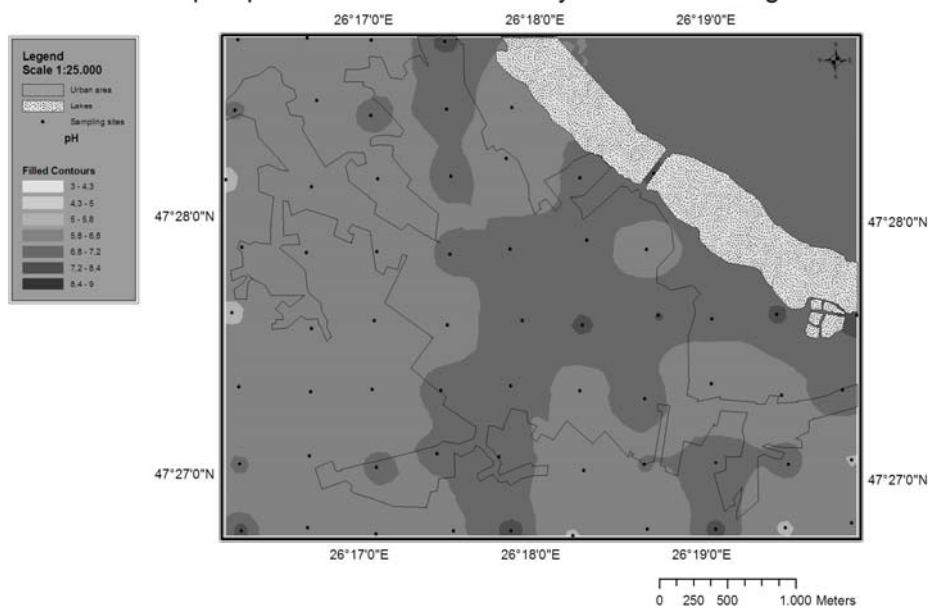 26°17'0"E 26°18'0"E 26°19'0"E
Legend
Scale 1:25.000
Urban area
Lakes
Sampling sites
pH
Filled Contours
3 - 4.3
4.3 - 5
5 - 5.8
5.8 - 6.8
6.8 - 7.2
7.2 - 8.4
8.4 - 9
47°28'0"N 47°28'0"N
47°27'0"N 47°27'0"N
26°17'0"E 26°18'0"E 26°19'0"E
0 250 500 1.000 Meters